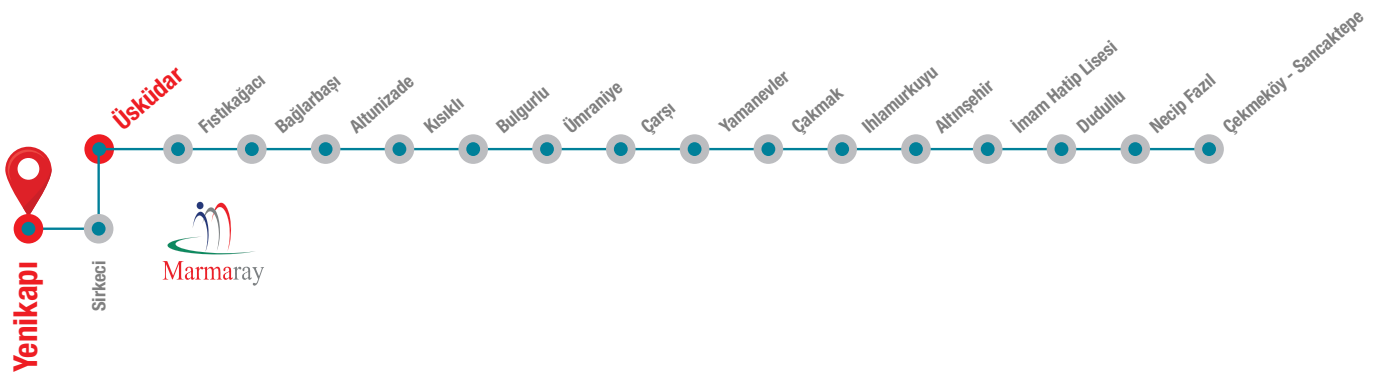 Yenikapı
Sirkeci
Üsküdar
Fıstıkağacı
Bağlarbaşı
Altunizade
Kısıklı
Bulgurlu
Ümraniye
Çarşı
Yamanevler
Çakmak
Ihlamurkuyu
Altınşehir
İmam Hatip Lisesi
Dudullu
Necip Fazıl
Çekmeköy - Sancaktepe
Marmaray